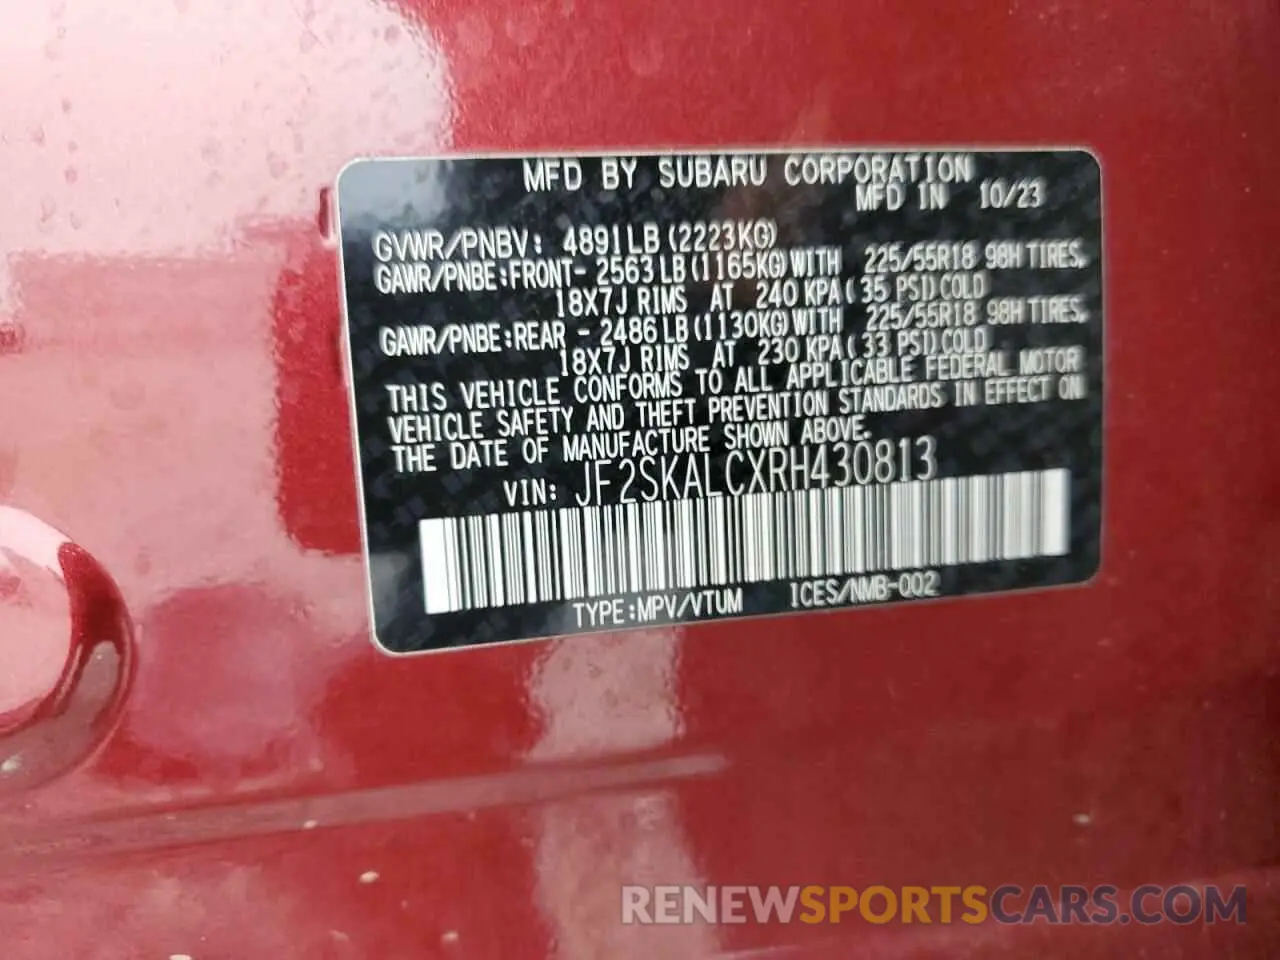 MFD BY SUBARU CORPORATION
MFD IN 10/23
GVWR/PNBV: 4891LB(2223KG)
GAWR/PNBE:FRONT- 2563LB(1165KG)WITH 225/55R18 98H TIRES,
18X7J RIMS AT 240KPA(35 PSI)COLD
GAWR/PNBE:REAR - 2486LB(1130KG)WITH 225/55R18 98H TIRES,
18X7J RIMS AT 230KPA(33 PSI)COLD
THIS VEHICLE CONFORMS TO ALL APPLICABLE FEDERAL MOTOR
VEHICLE SAFETY AND THEFT PREVENTION STANDARDS IN EFFECT ON
THE DATE OF MANUFACTURE SHOWN ABOVE.
VIN: JF2SKALCXRH430813
TYPE:MPV/VTUM ICES/NMB-002
RENEWSPORTSCARS.COM